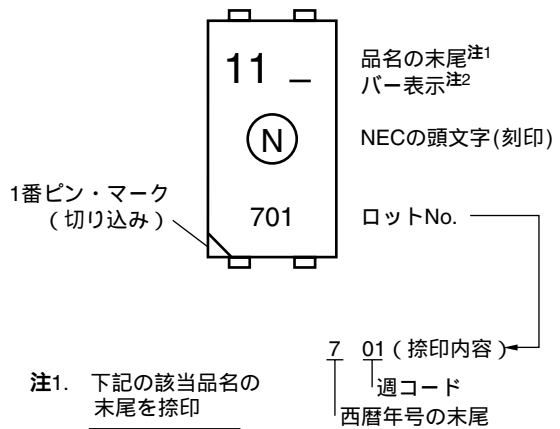 11 _
品名の末尾注1
バー表示注2
N
NECの頭文字(刻印)
1番ピン・マーク
(切り込み)
701
ロットNo.
7 01(捺印内容)
週コード
西暦年号の末尾
注1. 下記の該当品名の
末尾を捺印